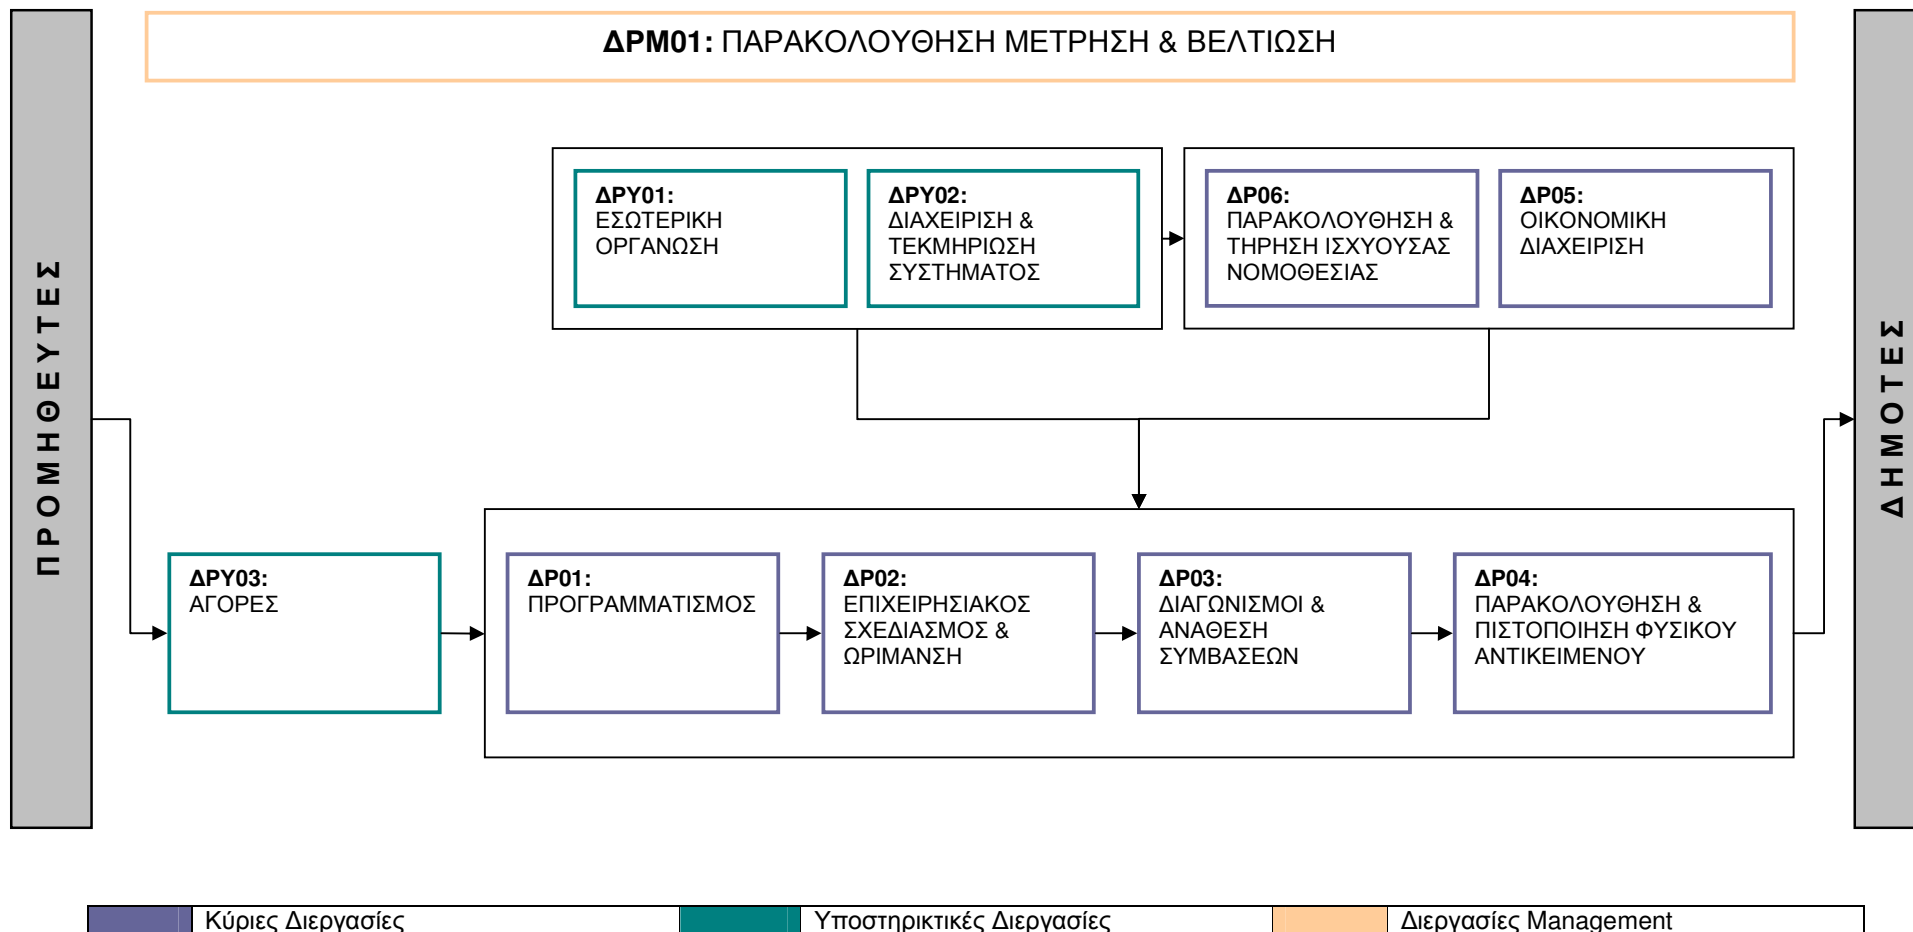 ΔΡΜ01: ΠΑΡΑΚΟΛΟΥΘΗΣΗ ΜΕΤΡΗΣΗ & ΒΕΛΤΙΩΣΗ
ΠΡΟΜΗΘΕΥΤΕΣ
ΔΡΥ01:
ΕΣΩΤΕΡΙΚΗ
ΟΡΓΑΝΩΣΗ
ΔΡΥ02:
ΔΙΑΧΕΙΡΙΣΗ &
ΤΕΚΜΗΡΙΩΣΗ
ΣΥΣΤΗΜΑΤΟΣ
ΔΡ06:
ΠΑΡΑΚΟΛΟΥΘΗΣΗ &
ΤΗΡΗΣΗ ΙΣΧΥΟΥΣΑΣ
ΝΟΜΟΘΕΣΙΑΣ
ΔΡ05:
ΟΙΚΟΝΟΜΙΚΗ
ΔΙΑΧΕΙΡΙΣΗ
ΔΗΜΟΤΕΣ
ΔΡΥ03:
ΑΓΟΡΕΣ
ΔΡ01:
ΠΡΟΓΡΑΜΜΑΤΙΣΜΟΣ
ΔΡ02:
ΕΠΙΧΕΙΡΗΣΙΑΚΟΣ
ΣΧΕΔΙΑΣΜΟΣ &
ΩΡΙΜΑΝΣΗ
ΔΡ03:
ΔΙΑΓΩΝΙΣΜΟΙ &
ΑΝΑΘΕΣΗ
ΣΥΜΒΑΣΕΩΝ
ΔΡ04:
ΠΑΡΑΚΟΛΟΥΘΗΣΗ &
ΠΙΣΤΟΠΟΙΗΣΗ ΦΥΣΙΚΟΥ
ΑΝΤΙΚΕΙΜΕΝΟΥ
Κύριες Διεργασίες
Υποστηρικτικές Διεργασίες
Διεργασίες Management